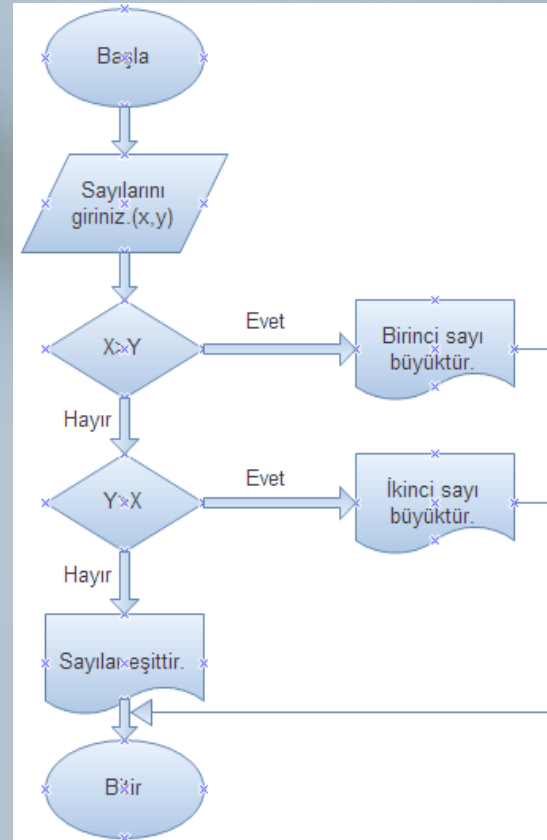 Başla
Sayılarını
giriniz.(x,y)
X>Y
Evet
Birinci sayı
büyüktür.
Hayır
Y>X
Evet
İkinci sayı
büyüktür.
Hayır
Sayılar eşittir.
Bitir